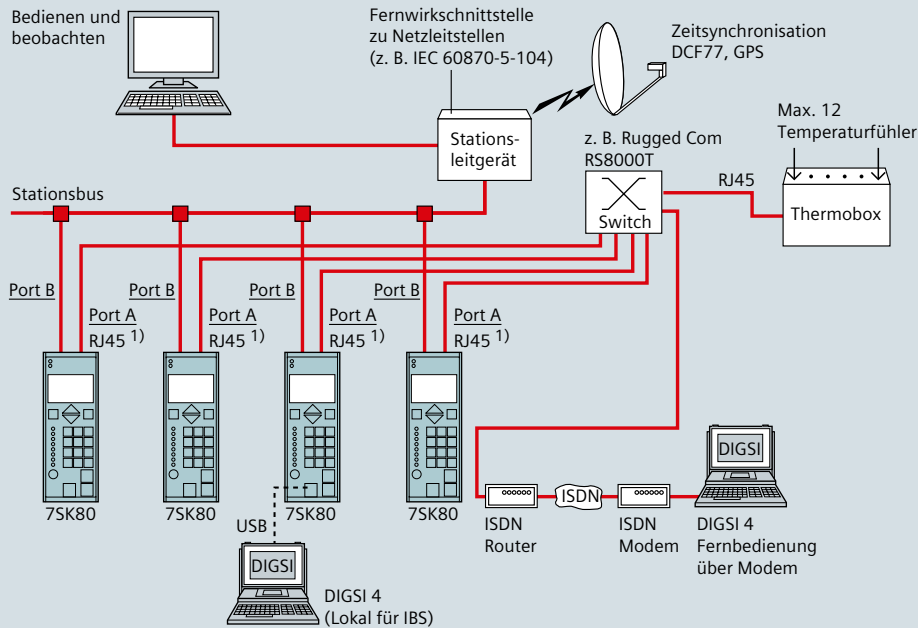 Bedienen und
beobachten
Fernwirkschnittstelle
zu Netzleitstellen
(z. B. IEC 60870-5-104)
Zeitsynchronisation
DCF77, GPS
Stations-
leitgerät
z. B. Rugged Com
RS8000T
Max. 12
Temperaturfühler
RJ45
Switch
Thermobox
Stationsbus
Port B
Port B
Port B
Port B
Port A
RJ45 1)
Port A
RJ45 1)
Port A
RJ45 1)
Port A
RJ45 1)
7SK80
7SK80
7SK80
7SK80
USB
DIGSI
DIGSI 4
(Lokal für IBS)
ISDN
Router
ISDN
ISDN
Modem
DIGSI
DIGSI 4
Fernbedienung
über Modem